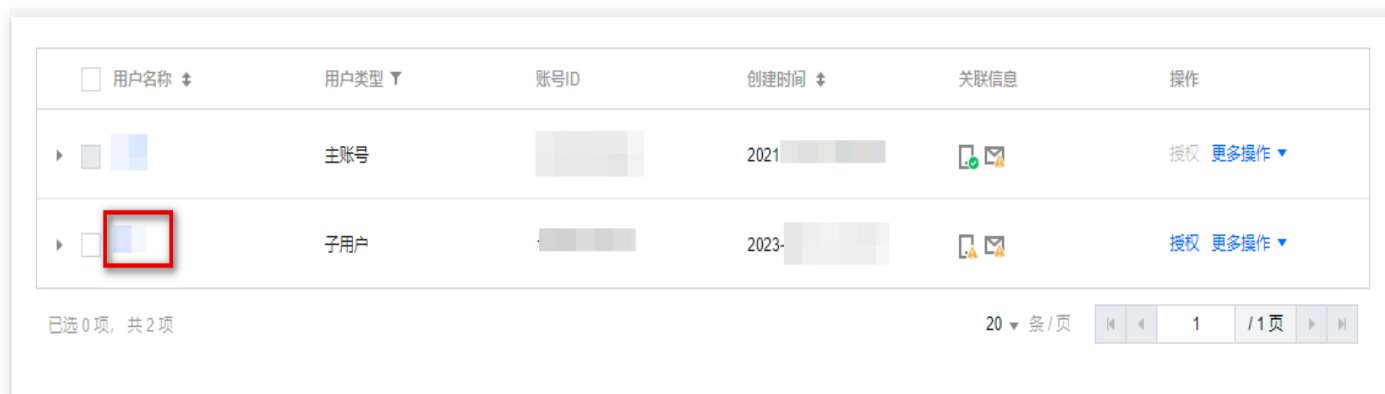 用户名称 用户类型 账号ID 创建时间 关联信息 操作
主账号 2021 授权 更多操作
子用户 2023- 授权 更多操作
已选 0 项，共 2 项 20 条 / 页 1 / 1 页